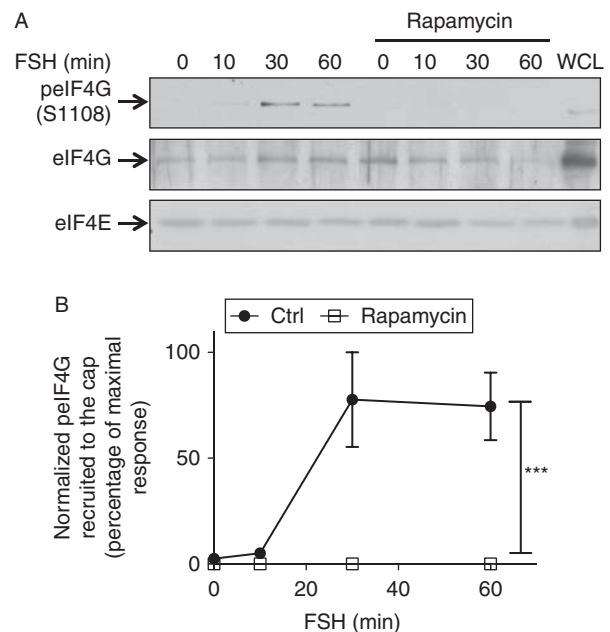 A
Rapamycin
FSH (min) 0 10 30 60 0 10 30 60 WCL
peIF4G
(S1108)
eIF4G
eIF4E
B
Ctrl Rapamycin
Normalized peIF4G
recruited to the cap
(percentage of maximal
response)
100
50
0
***
0 20 40 60
FSH (min)